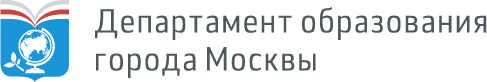 Департамент образования
города Москвы